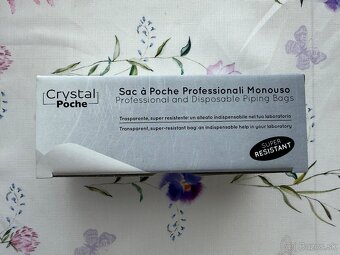 Crystal
Poche
Sac à Poche Professionali Monouso
Professional and Disposable Piping Bags
Trasparente, super resistente: un alleato indispensabile nel tuo laboratorio
Transparent, super-resistant bag: an indispensable help in your laboratory
SUPER
RESISTANT